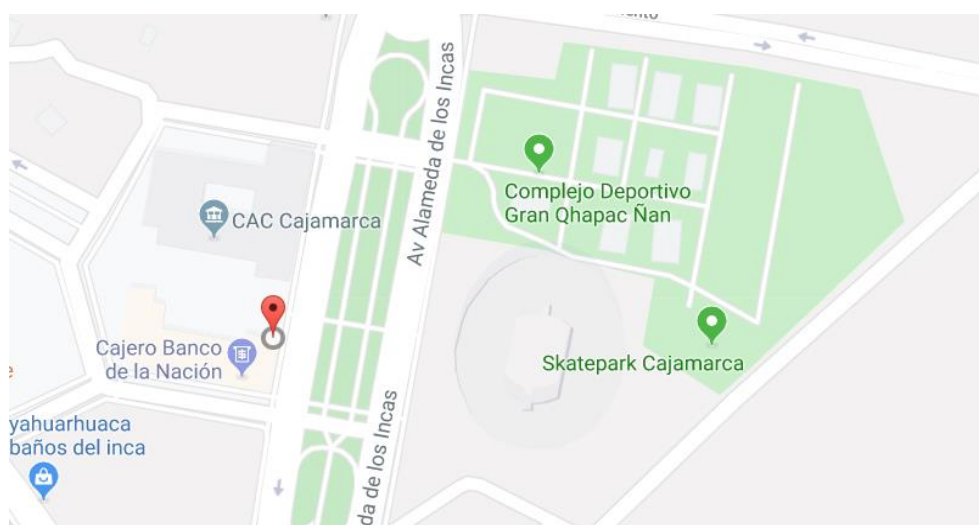 Av Alameda de los Incas
Complejo Deportivo
Gran Qhapac Ñan
CAC Cajamarca
Cajero Banco
de la Nación
Skatepark Cajamarca
yahuarhuaca
baños del inca
da de los Incas